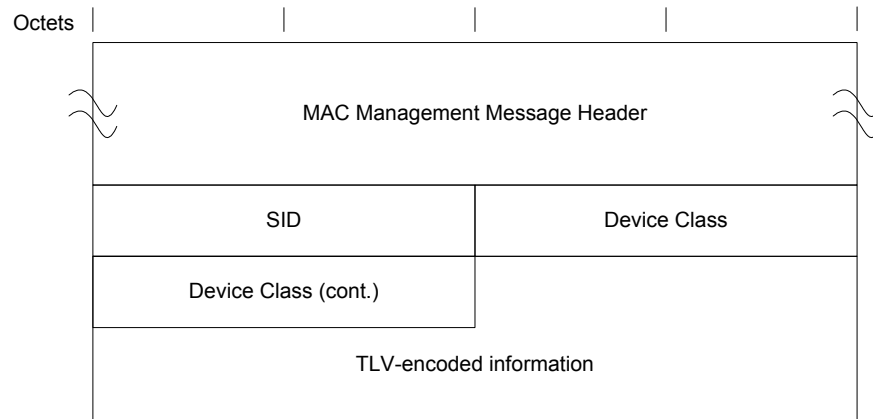 Octets
MAC Management Message Header
SID
Device Class
Device Class (cont.)
TLV-encoded information